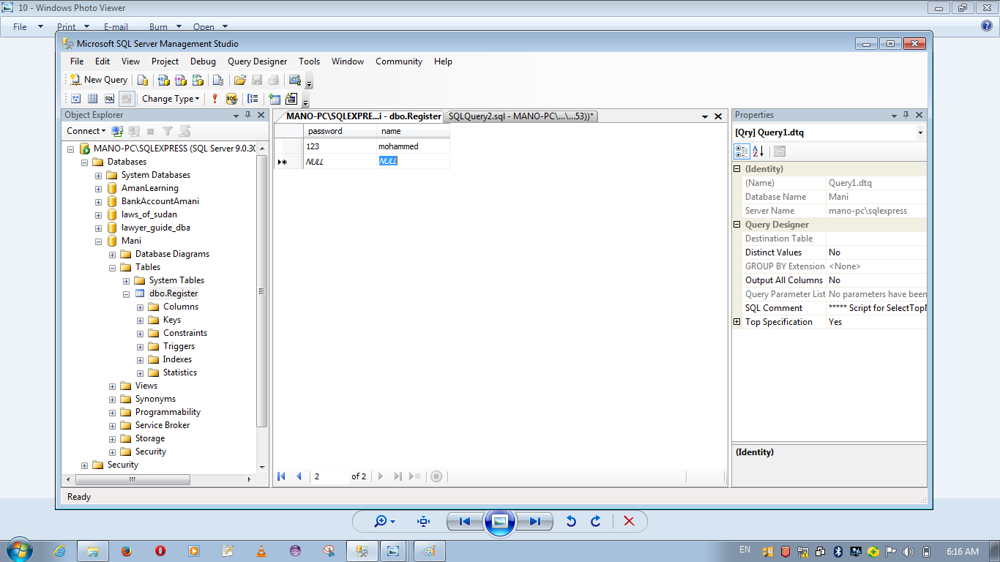 10 - Windows Photo Viewer
File Print E-mail Burn Open
Microsoft SQL Server Management Studio
File Edit View Project Debug Query Designer Tools Window Community Help
New Query
Change Type
Object Explorer
Connect
MANO-PC\SQLEXPRESS (SQL Server 9.0.30
Databases
System Databases
AmanLearning
BankAccountAmani
laws_of_sudan
lawyer_guide_dba
Mani
Database Diagrams
Tables
System Tables
dbo.Register
Columns
Keys
Constraints
Triggers
Indexes
Statistics
Views
Synonyms
Programmability
Service Broker
Storage
Security
Security
MANO-PC\SQLEXPRE...i - dbo.Register SQLQuery2.sql - MANO-PC\...\...53))*
password name
123 mohammed
NULL NULL
2 of 2
Properties
[Qry] Query1.dtq
(Identity)
(Name) Query1.dtq
Database Name Mani
Server Name mano-pc\sqlexpress
Query Designer
Destination Table
Distinct Values No
GROUP BY Extension <None>
Output All Columns No
Query Parameter List No parameters have been
SQL Comment ***** Script for SelectTop
Top Specification Yes
(Identity)
Ready
EN 6:16 AM